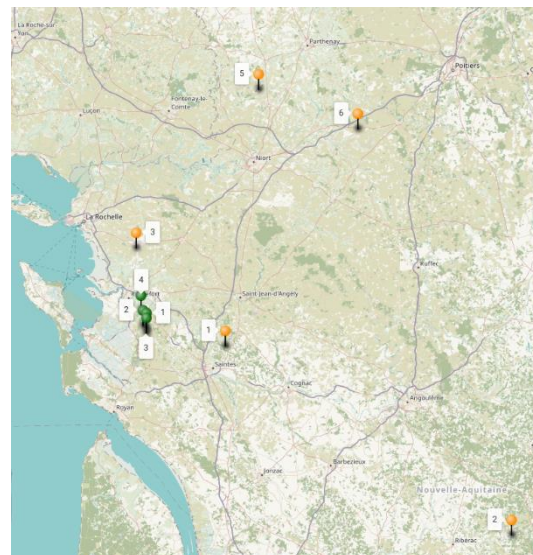 La Roche-sur-
Yon
Parthenay
Poitiers
5
Fontenay-le-
Comte
Luçon
6
Niort
La Rochelle
3
Ruffec
4
Saint-Jean-d'Angély
2
1
1
3
Saintes
Cognac
Angoulême
Royan
Barbezieux
Jonzac
Nouvelle-Aquitaine
2
Ribérac